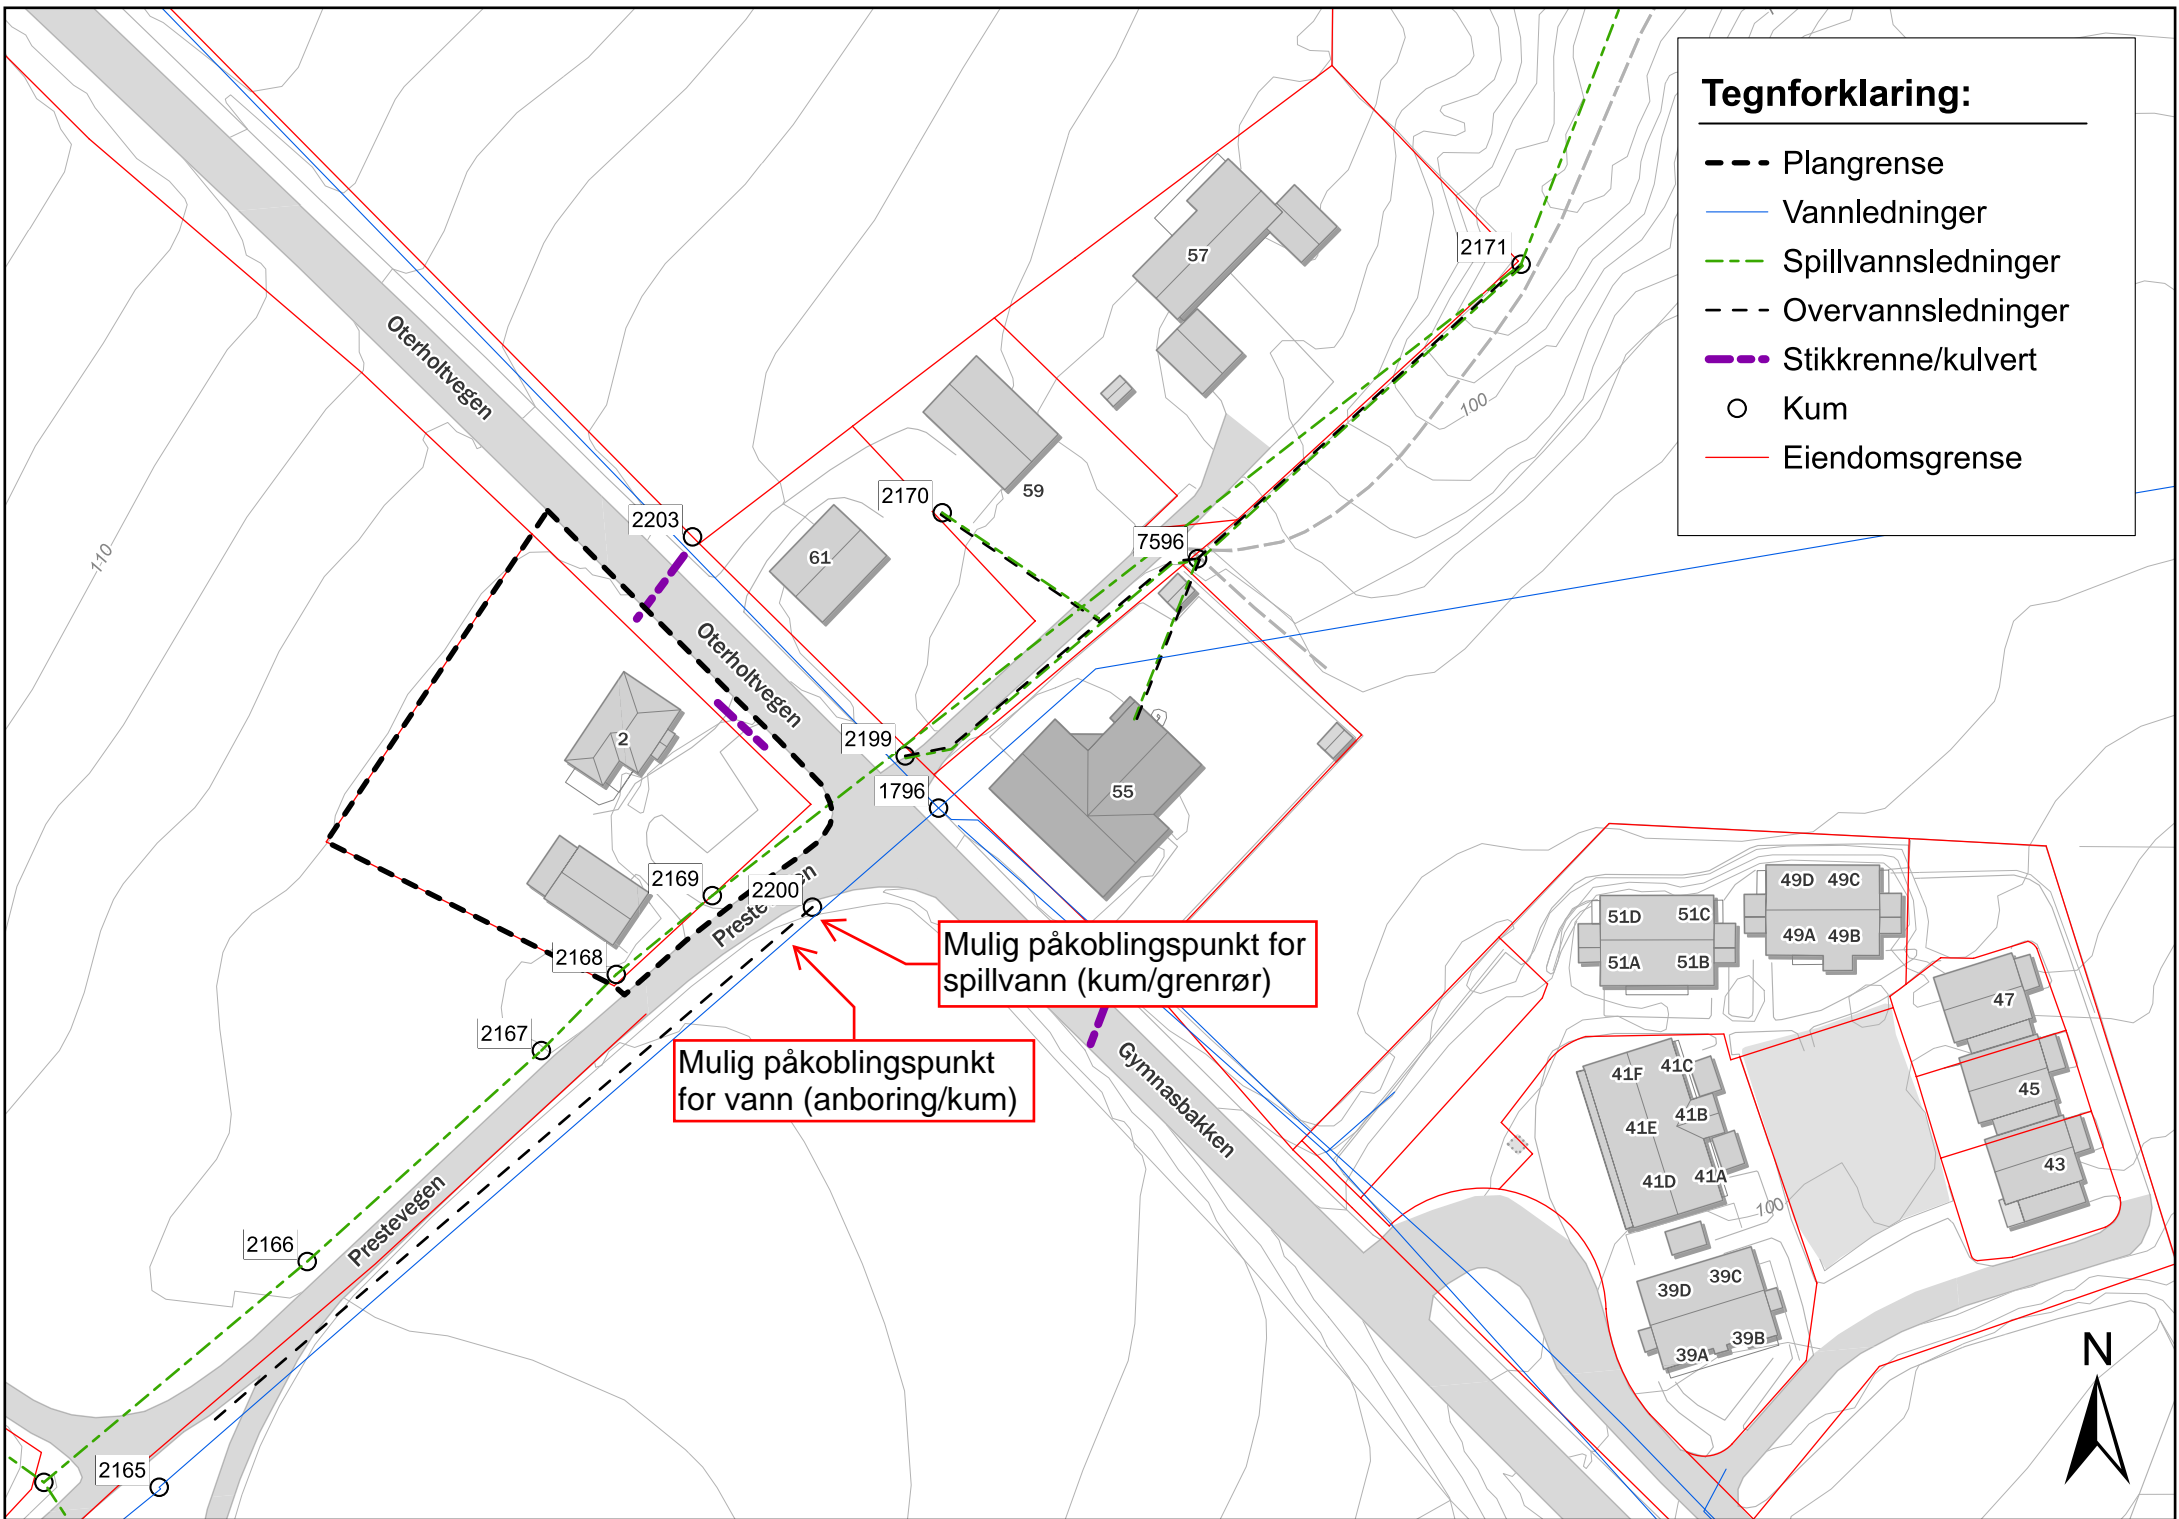 Tegnforklaring:
Plangrense
Vannledninger
Spillvannsledninger
Overvannsledninger
Stikkrenne/kulvert
Kum
Eiendomsgrense
2171
57
Oterholtvegen
100
2170
59
2203
7596
61
110
Oterholtvegen
2199
2
1796
55
2169
2200
Mulig påkoblingspunkt for
spillvann (kum/grenrør)
2168
2167
Mulig påkoblingspunkt
for vann (anboring/kum)
Gymnasbakken
49D
49C
49A
49B
51D
51C
51A
51B
47
45
43
41F
41C
41B
41E
41D
41A
100
39D
39C
39B
39A
Prestevegen
2166
2165
N